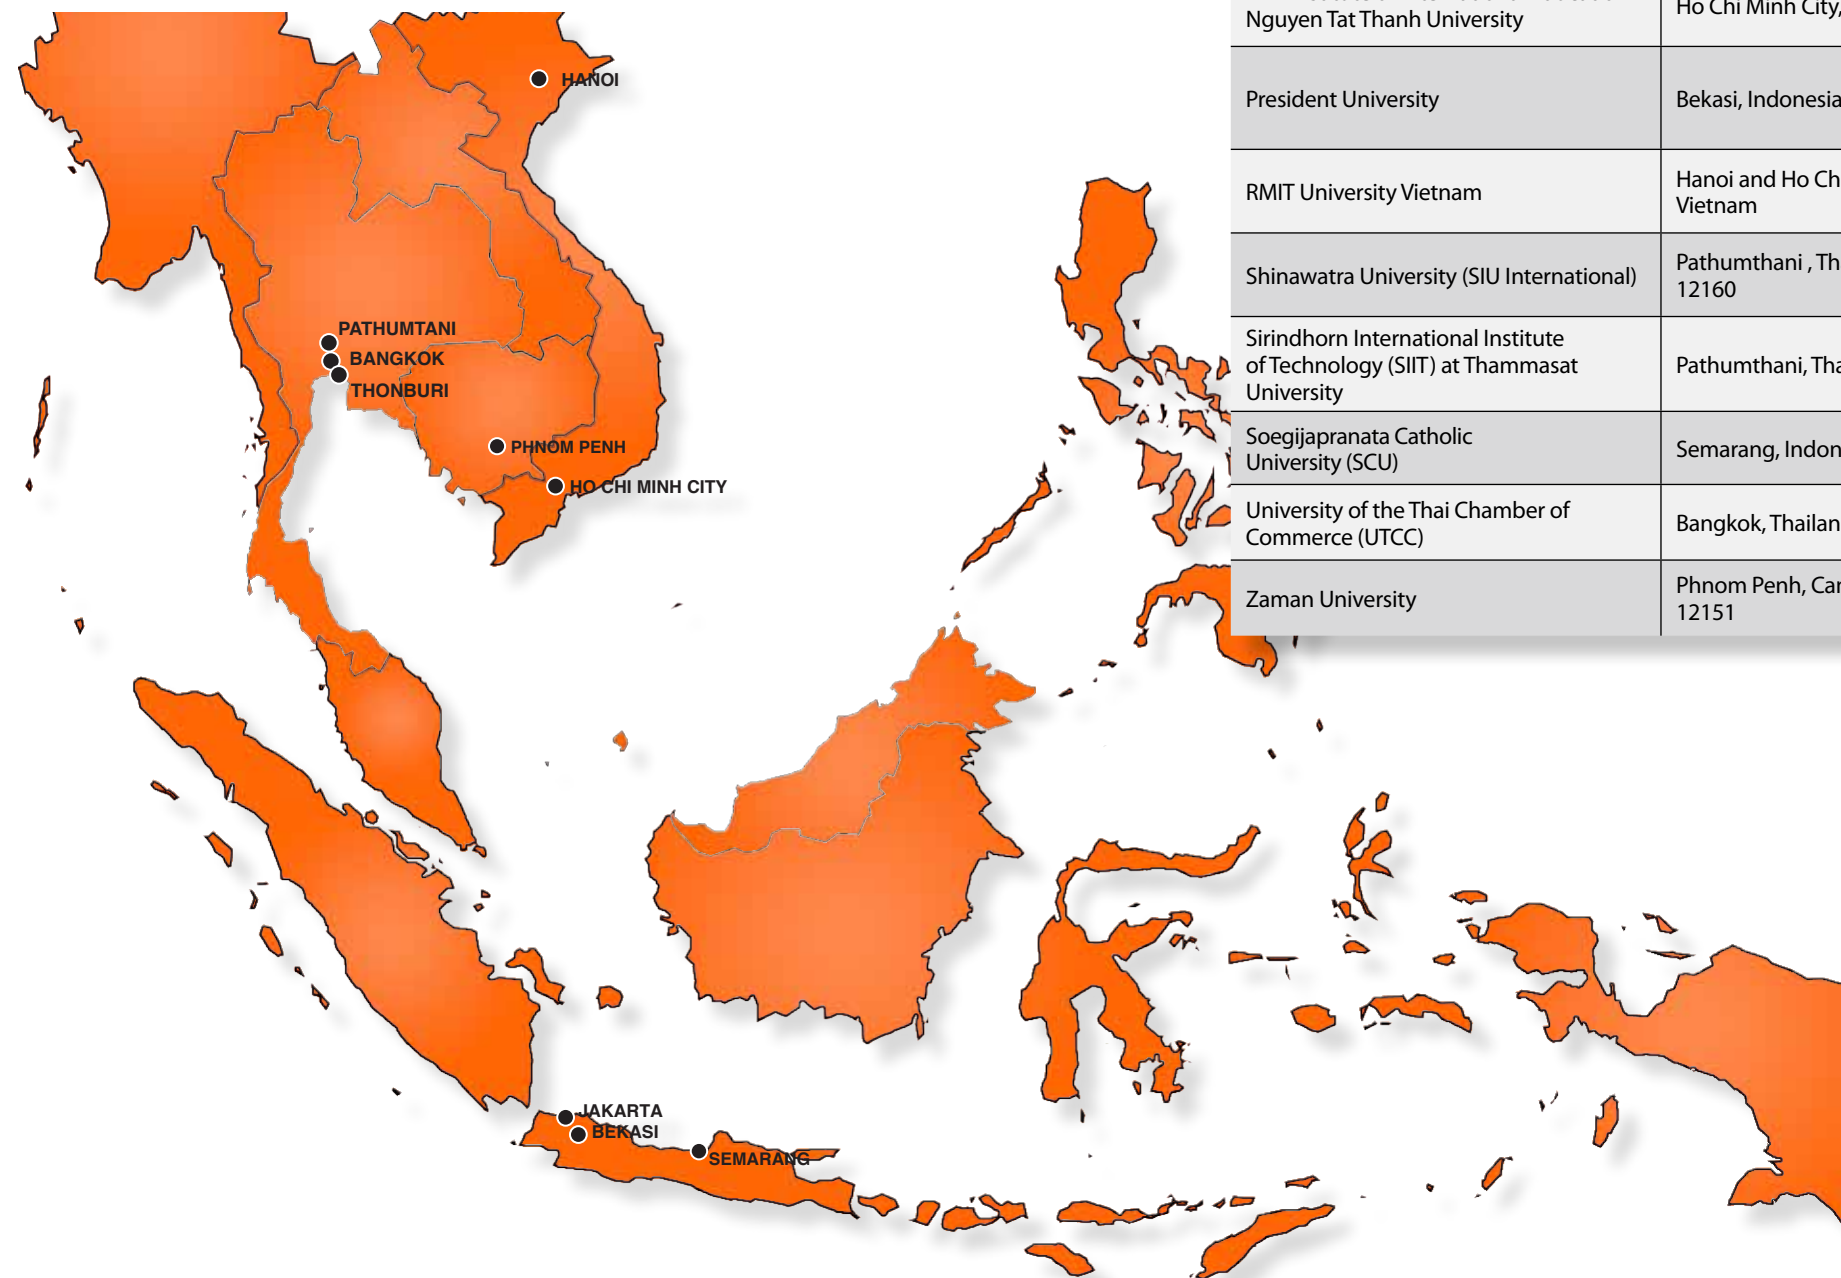 HANOI
PATHUMTANI
BANGKOK
THONBURI
PHNOM PENH
HO CHI MINH CITY
JAKARTA
BEKASI
SEMARANG
Nguyen Tat Thanh University
Ho Chi Minh City,
President University
Bekasi, Indonesia
RMIT University Vietnam
Hanoi and Ho Ch
Vietnam
Shinawatra University (SIU International)
Pathumthani , Th
12160
Sirindhorn International Institute
of Technology (SIIT) at Thammasat
University
Pathumthani, Tha
Soegijapranata Catholic
University (SCU)
Semarang, Indon
University of the Thai Chamber of
Commerce (UTCC)
Bangkok, Thailan
Zaman University
Phnom Penh, Ca
12151